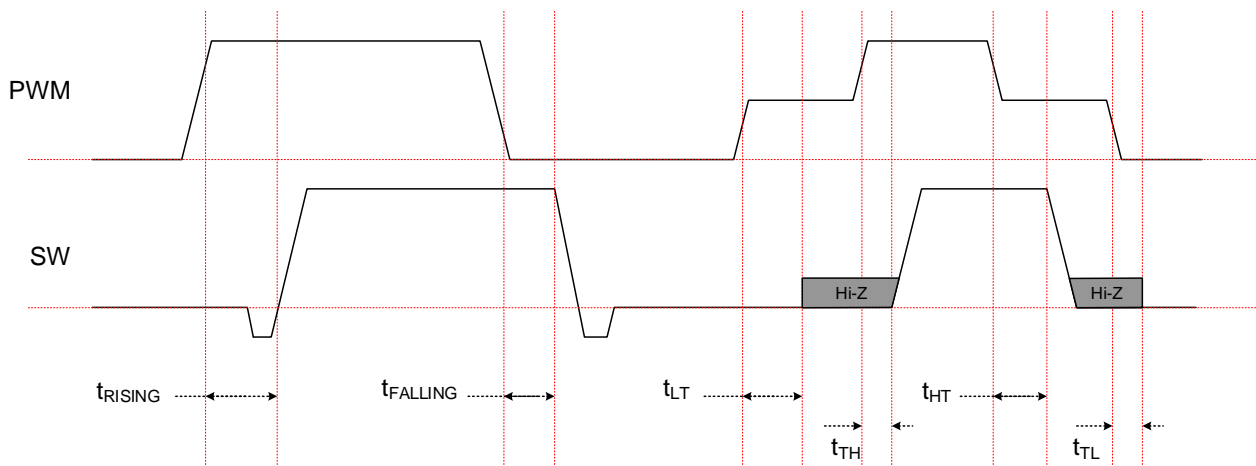 PWM
SW
Hi-Z
Hi-Z
tRISING
tFALLING
tLT
tHT
tTH
tTL